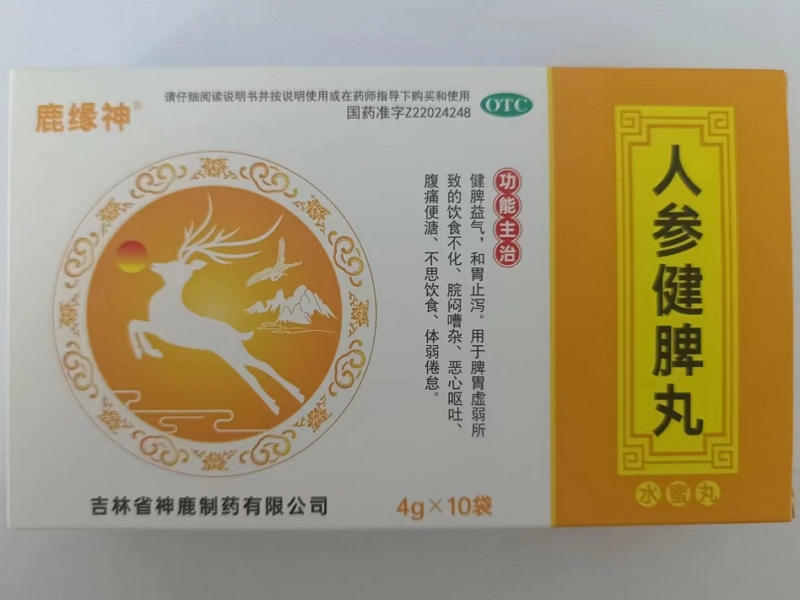 鹿缘神®
请仔细阅读说明书并按说明使用或在药师指导下购买和使用
国药准字Z22024248
OTC
功能主治
健脾益气，和胃止泻。用于脾胃虚弱所
致的饮食不化、脘闷嘈杂、恶心呕吐、
腹痛便溏、不思饮食、体弱倦怠。
吉林省神鹿制药有限公司
4g×10袋
人参健脾丸
水蜜丸